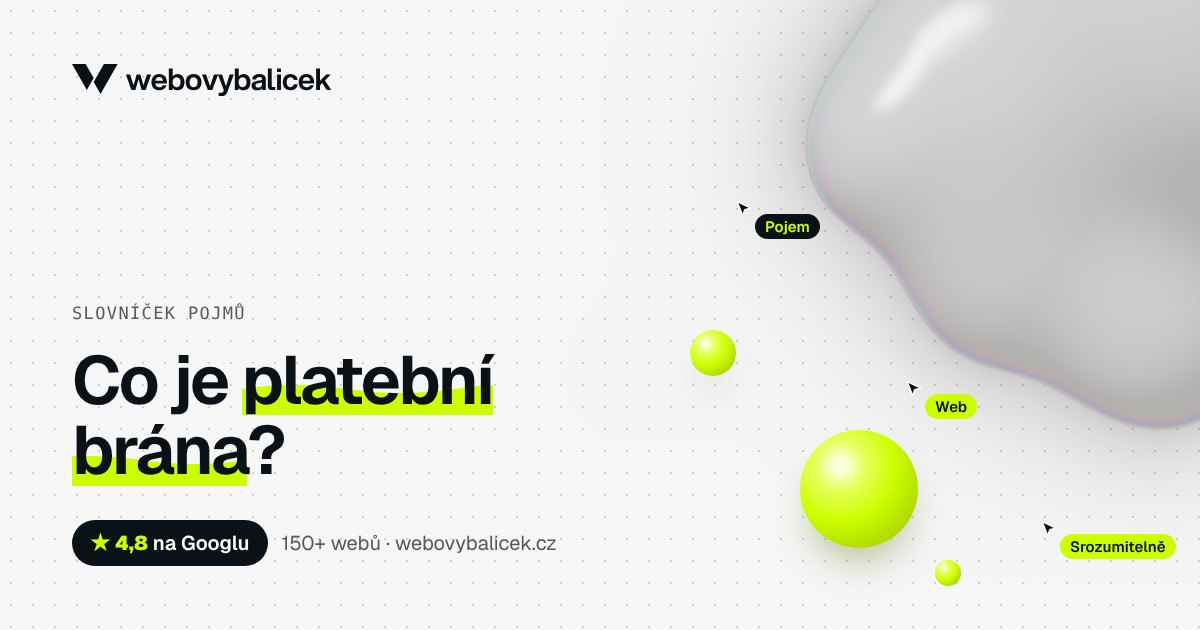 webovybalicek
Pojem
SLOVNÍČEK POJMŮ
Co je platební
brána?
Web
★ 4,8 na Googlu
150+ webů · webovybalicek.cz
Srozumitelně